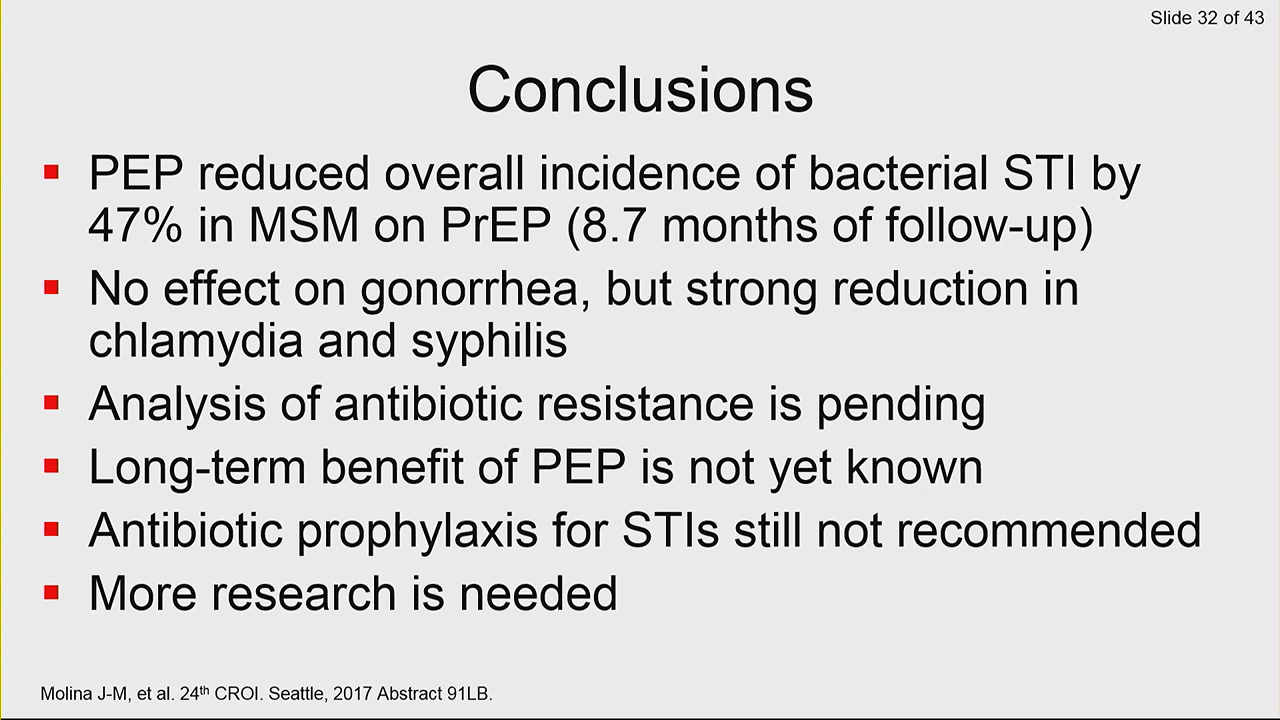 Slide 32 of 43
Conclusions
▪ PEP reduced overall incidence of bacterial STI by
47% in MSM on PrEP (8.7 months of follow-up)
▪ No effect on gonorrhea, but strong reduction in
chlamydia and syphilis
▪ Analysis of antibiotic resistance is pending
▪ Long-term benefit of PEP is not yet known
▪ Antibiotic prophylaxis for STIs still not recommended
▪ More research is needed
Molina J-M, et al. 24th CROI. Seattle, 2017 Abstract 91LB.